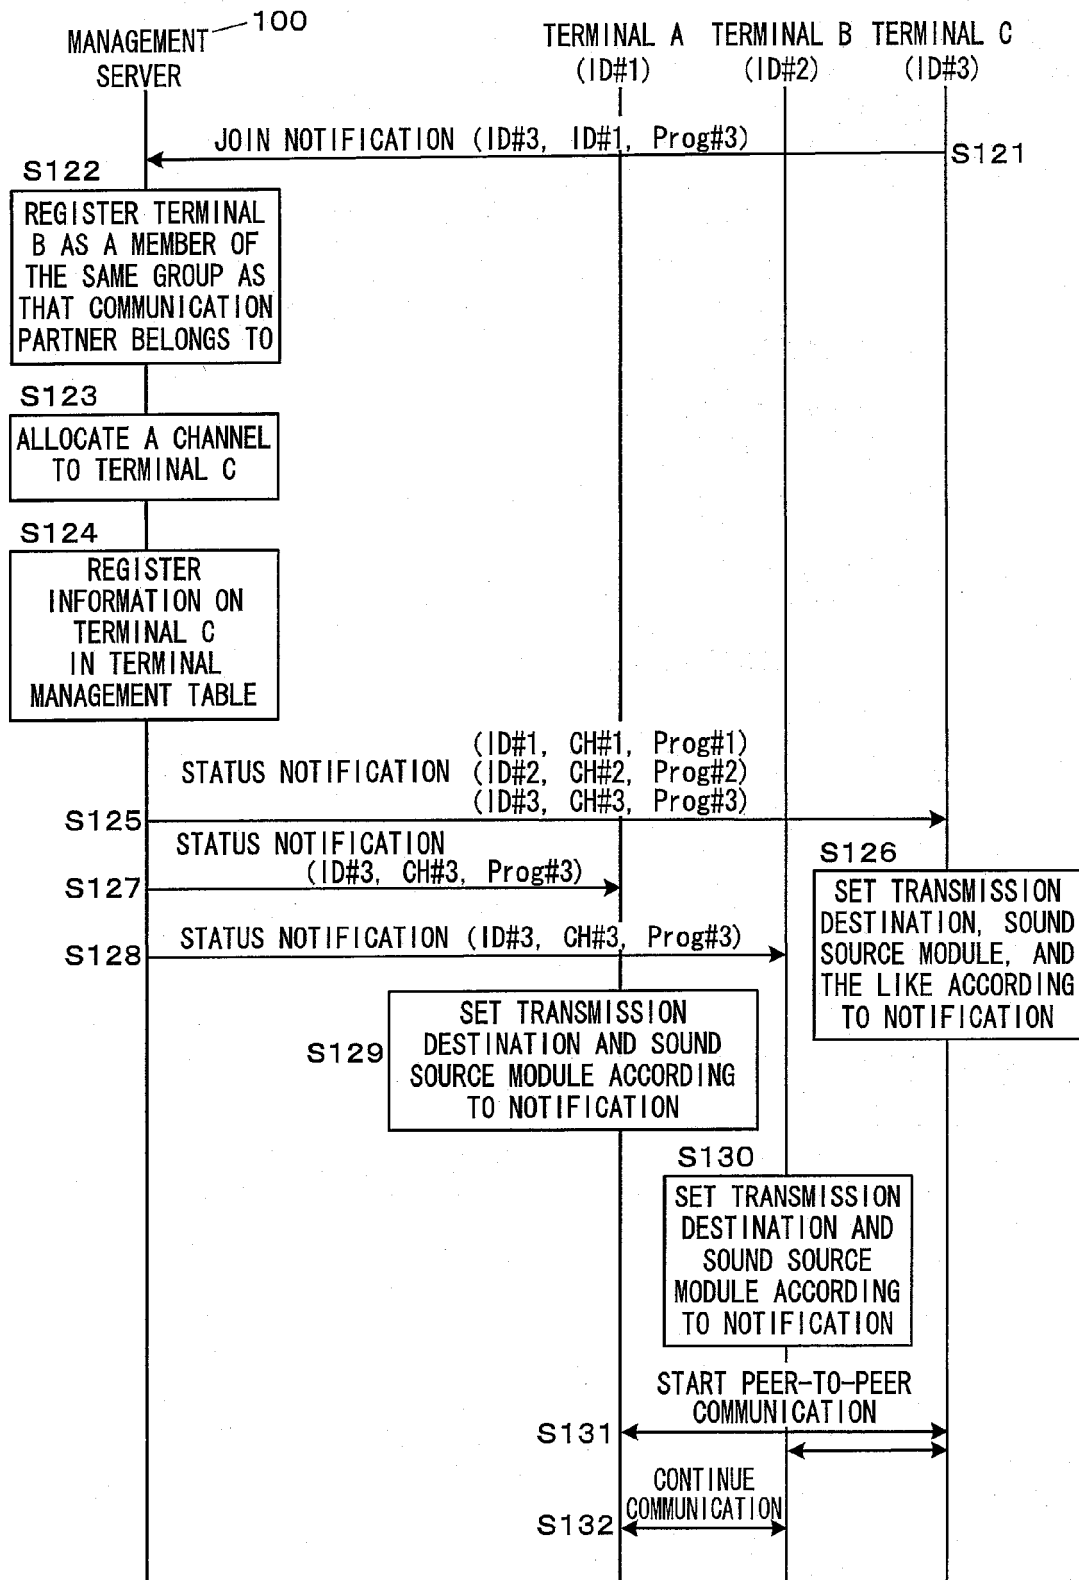 MANAGEMENT SERVER 100
TERMINAL A (ID#1)
TERMINAL B (ID#2)
TERMINAL C (ID#3)
JOIN NOTIFICATION (ID#3, ID#1, Prog#3)
S121
S122
REGISTER TERMINAL
B AS A MEMBER OF
THE SAME GROUP AS
THAT COMMUNICATION
PARTNER BELONGS TO
S123
ALLOCATE A CHANNEL
TO TERMINAL C
S124
REGISTER
INFORMATION ON
TERMINAL C
IN TERMINAL
MANAGEMENT TABLE
(ID#1, CH#1, Prog#1)
STATUS NOTIFICATION (ID#2, CH#2, Prog#2)
(ID#3, CH#3, Prog#3)
S125
STATUS NOTIFICATION
(ID#3, CH#3, Prog#3)
S127
S126
SET TRANSMISSION
DESTINATION, SOUND
SOURCE MODULE, AND
THE LIKE ACCORDING
TO NOTIFICATION
STATUS NOTIFICATION (ID#3, CH#3, Prog#3)
S128
S129
SET TRANSMISSION
DESTINATION AND SOUND
SOURCE MODULE ACCORDING
TO NOTIFICATION
S130
SET TRANSMISSION
DESTINATION AND
SOUND SOURCE
MODULE ACCORDING
TO NOTIFICATION
START PEER-TO-PEER
COMMUNICATION
S131
CONTINUE
COMMUNICATION
S132